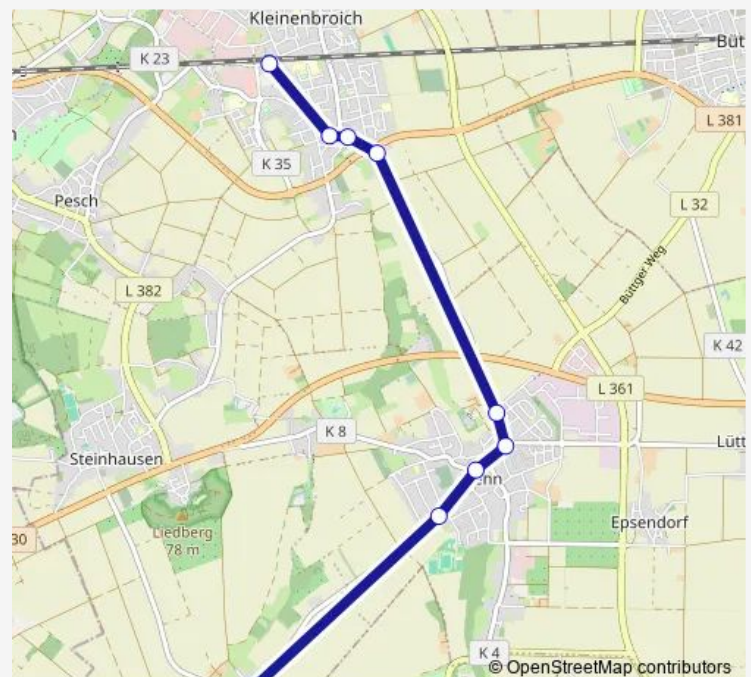 Kleinenbroich
K 23
Büt
L 381
K 35
Pesch
L 32
Büttger Weg
L 382
K 42
L 361
K 8
Steinhausen
Lütt
enn
Liedberg
78 m
Epsendorf
30
K 4
© OpenStreetMap contributors